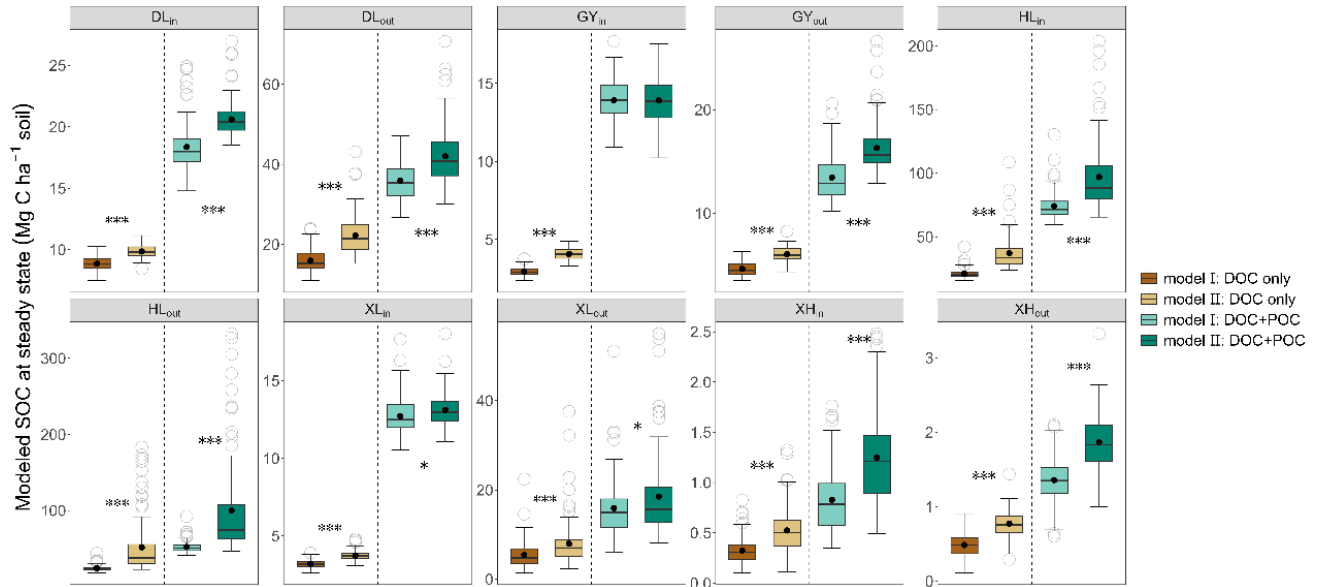 DLin DLout GYin GYout HLin
Modeled SOC at steady state (Mg C ha⁻¹ soil)
25 60 15 20 200
20 40 10 150
15 20 5 10 100
10 50
*** *** *** *** *** *** *** *** ***
model I: DOC only
model II: DOC only
model I: DOC+POC
model II: DOC+POC
HLout XLin XLout XHin XHout
300 15 40 2.5 3
200 10 20 2.0 2
100 5 0 1.5 1
1.0 0
0.5
0.0
*** *** *** * *** * *** *** *** ***